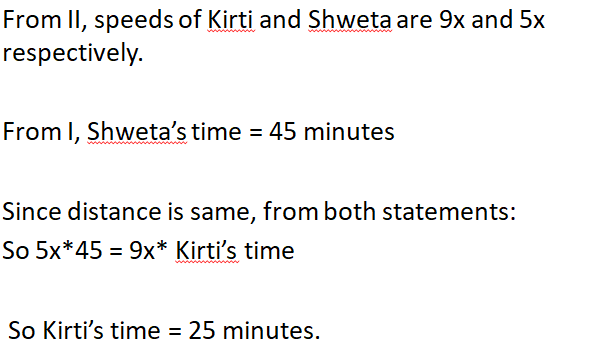 From II, speeds of Kirti and Shweta are 9x and 5x
respectively.
From I, Shweta’s time = 45 minutes
Since distance is same, from both statements:
So 5x*45 = 9x* Kirti’s time
So Kirti’s time = 25 minutes.